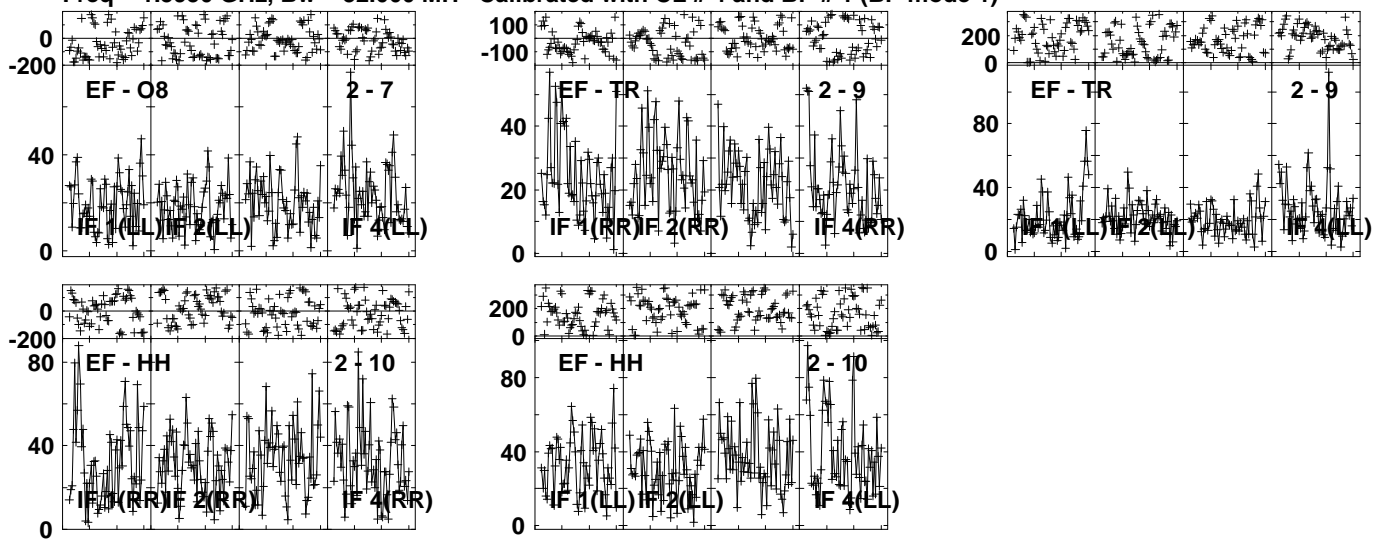 0
-200
100
-100
200
0
EF - O8
2 - 7
40
0
IF 1(LL)
IF 2(LL)
IF 4(LL)
EF - TR
2 - 9
40
20
0
IF 1(RR)
IF 2(RR)
IF 4(RR)
EF - TR
2 - 9
80
40
0
IF 1(LL)
IF 2(LL)
IF 4(LL)
0
-200
200
0
EF - HH
2 - 10
80
40
0
IF 1(RR)
IF 2(RR)
IF 4(RR)
EF - HH
2 - 10
80
40
0
IF 1(LL)
IF 2(LL)
IF 4(LL)